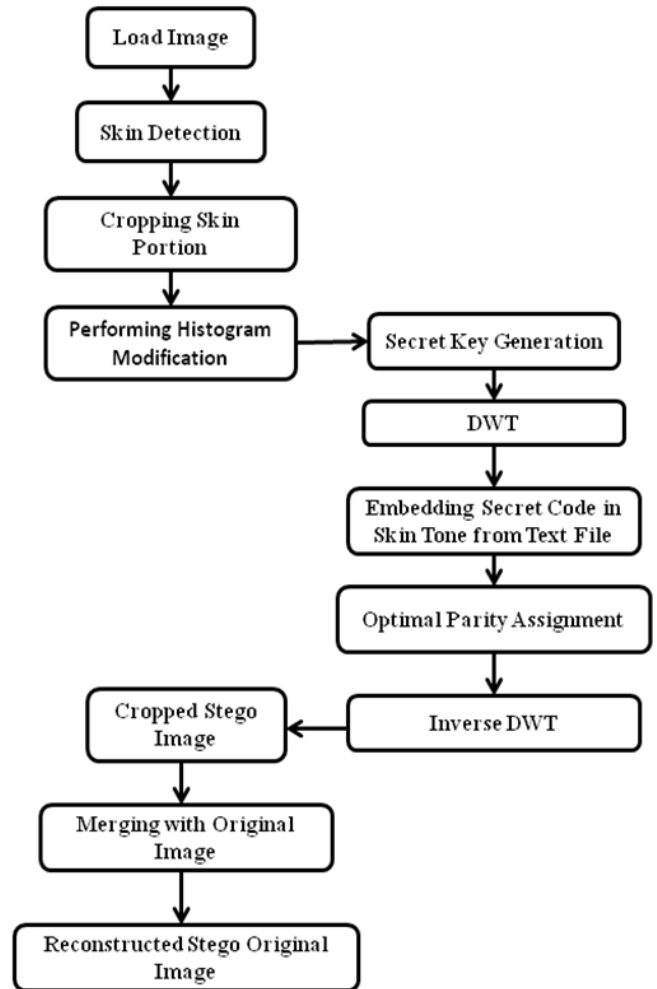 Load Image
Skin Detection
Cropping Skin
Portion
Performing Histogram
Modification
Secret Key Generation
DWT
Embedding Secret Code in
Skin Tone from Text File
Optimal Parity Assignment
Inverse DWT
Cropped Stego
Image
Merging with Original
Image
Reconstructed Stego Original
Image